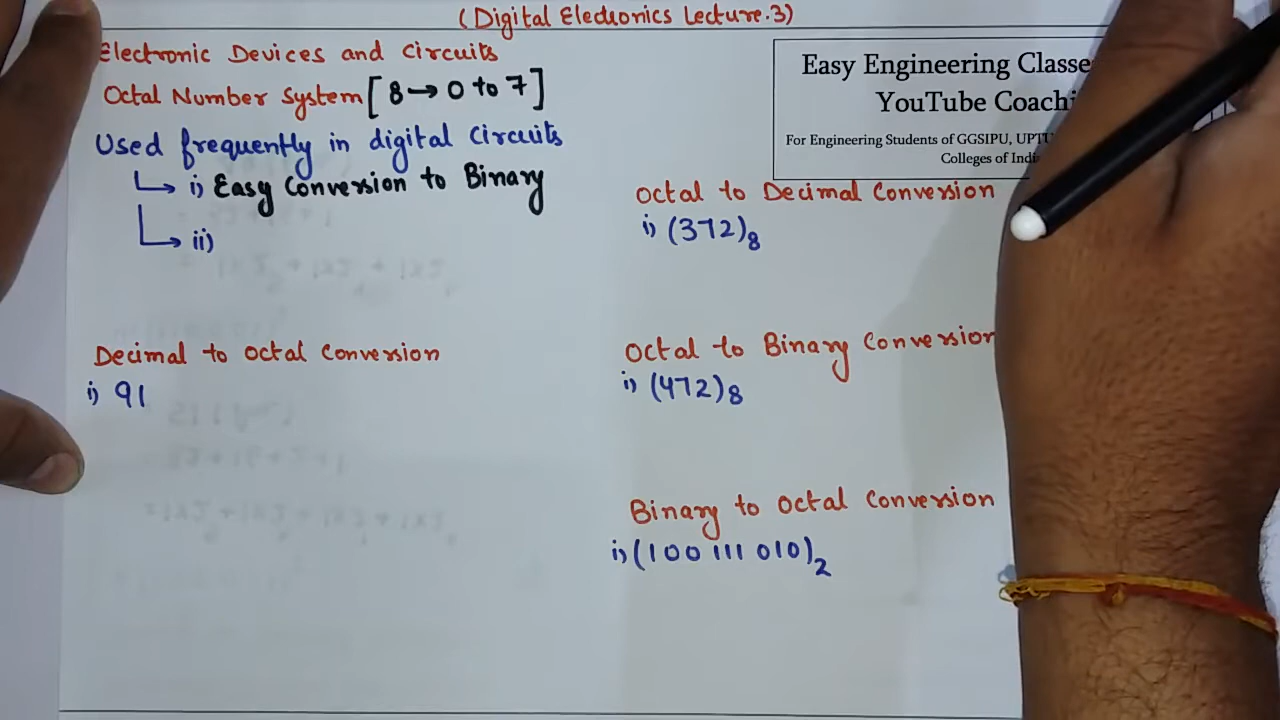 (Digital Electronics Lecture.3)
Electronic Devices and Circuits
Octal Number System [8→0 to 7]
Used frequently in digital circuits
i) Easy Conversion to Binary
ii)
Decimal to Octal Conversion
i) 91
Easy Engineering Classe
YouTube Coachi
For Engineering Students of GGSIPU, UPTU
Colleges of Indi
Octal to Decimal Conversion
i) (372)8
Octal to Binary Conversion
i) (472)8
Binary to Octal Conversion
i) (100 111 010)2